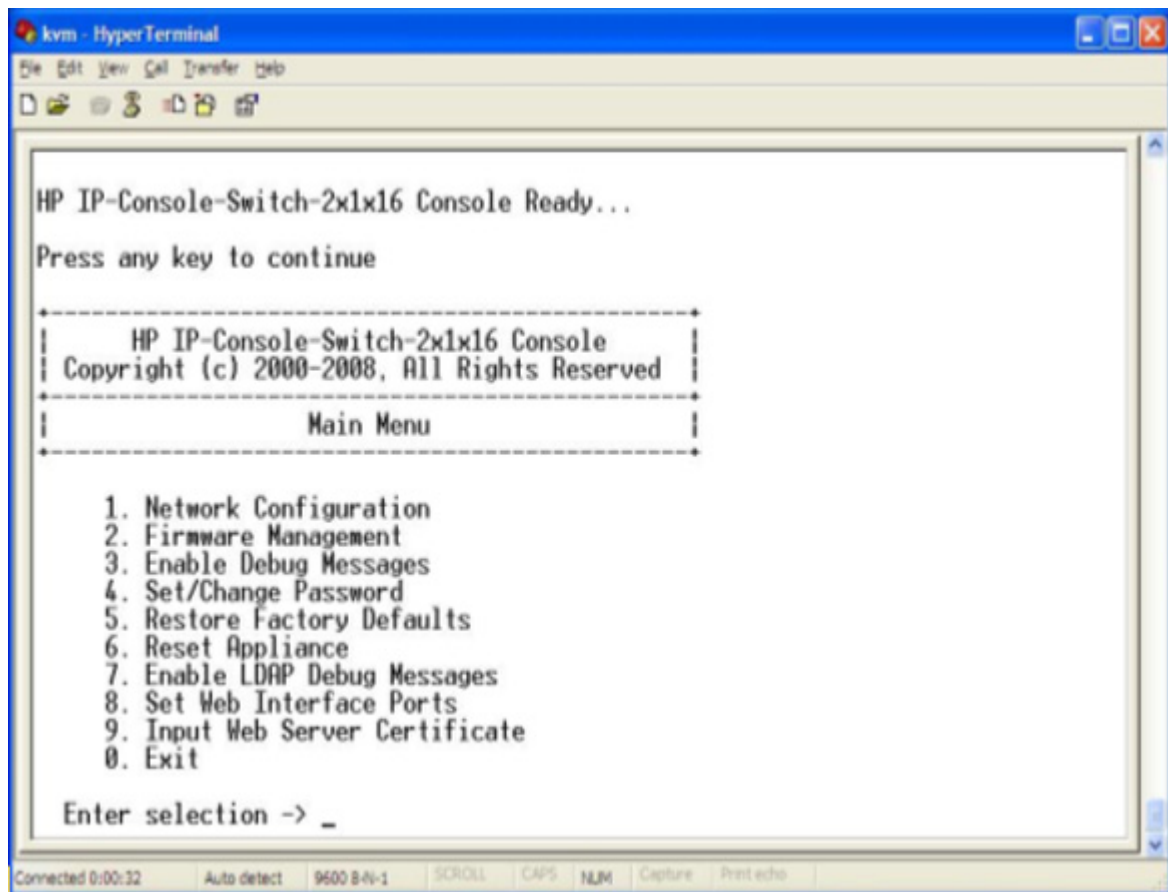 kvm - HyperTerminal
File Edit View Call Transfer Help
HP IP-Console-Switch-2x1x16 Console Ready...
Press any key to continue
+-----------------------------------------------+
| HP IP-Console-Switch-2x1x16 Console |
| Copyright (c) 2000-2008, All Rights Reserved |
+-----------------------------------------------+
| Main Menu |
+-----------------------------------------------+
1. Network Configuration
2. Firmware Management
3. Enable Debug Messages
4. Set/Change Password
5. Restore Factory Defaults
6. Reset Appliance
7. Enable LDAP Debug Messages
8. Set Web Interface Ports
9. Input Web Server Certificate
0. Exit
Enter selection -> _
Connected 0:00:32 Auto detect 9600 8-N-1 SCROLL CAPS NUM Capture Print echo